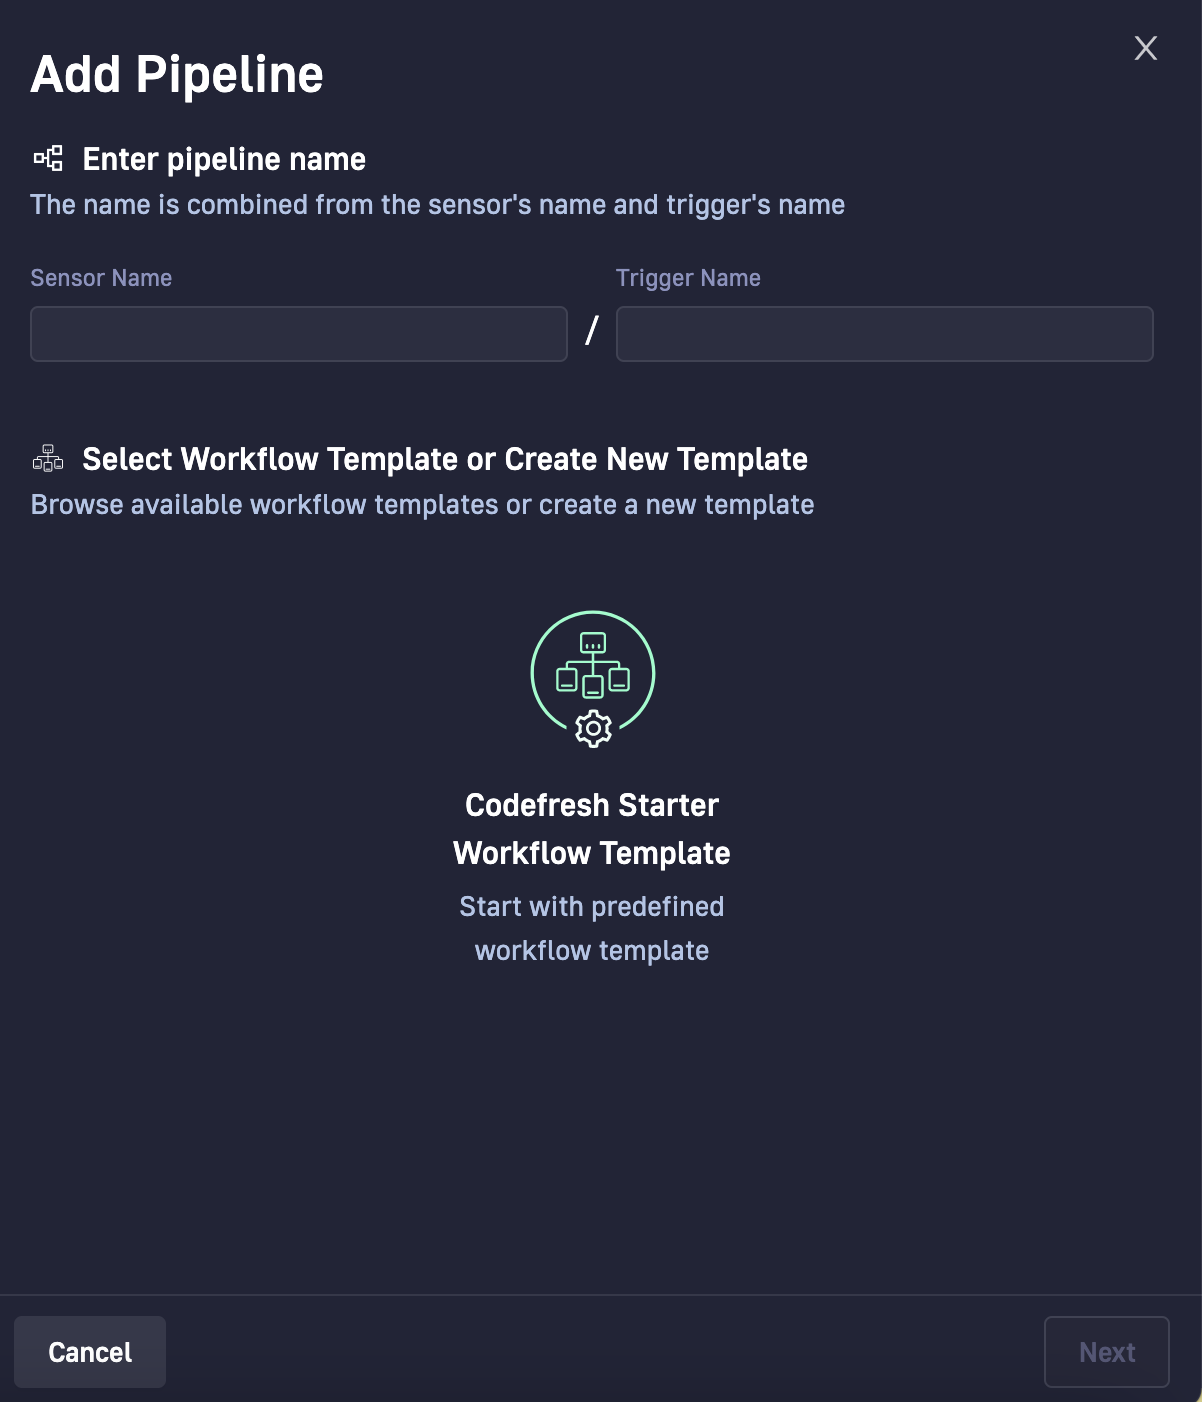 Add Pipeline
X
Enter pipeline name
The name is combined from the sensor's name and trigger's name
Sensor Name
Trigger Name
/
Select Workflow Template or Create New Template
Browse available workflow templates or create a new template
Codefresh Starter
Workflow Template
Start with predefined
workflow template
Cancel
Next